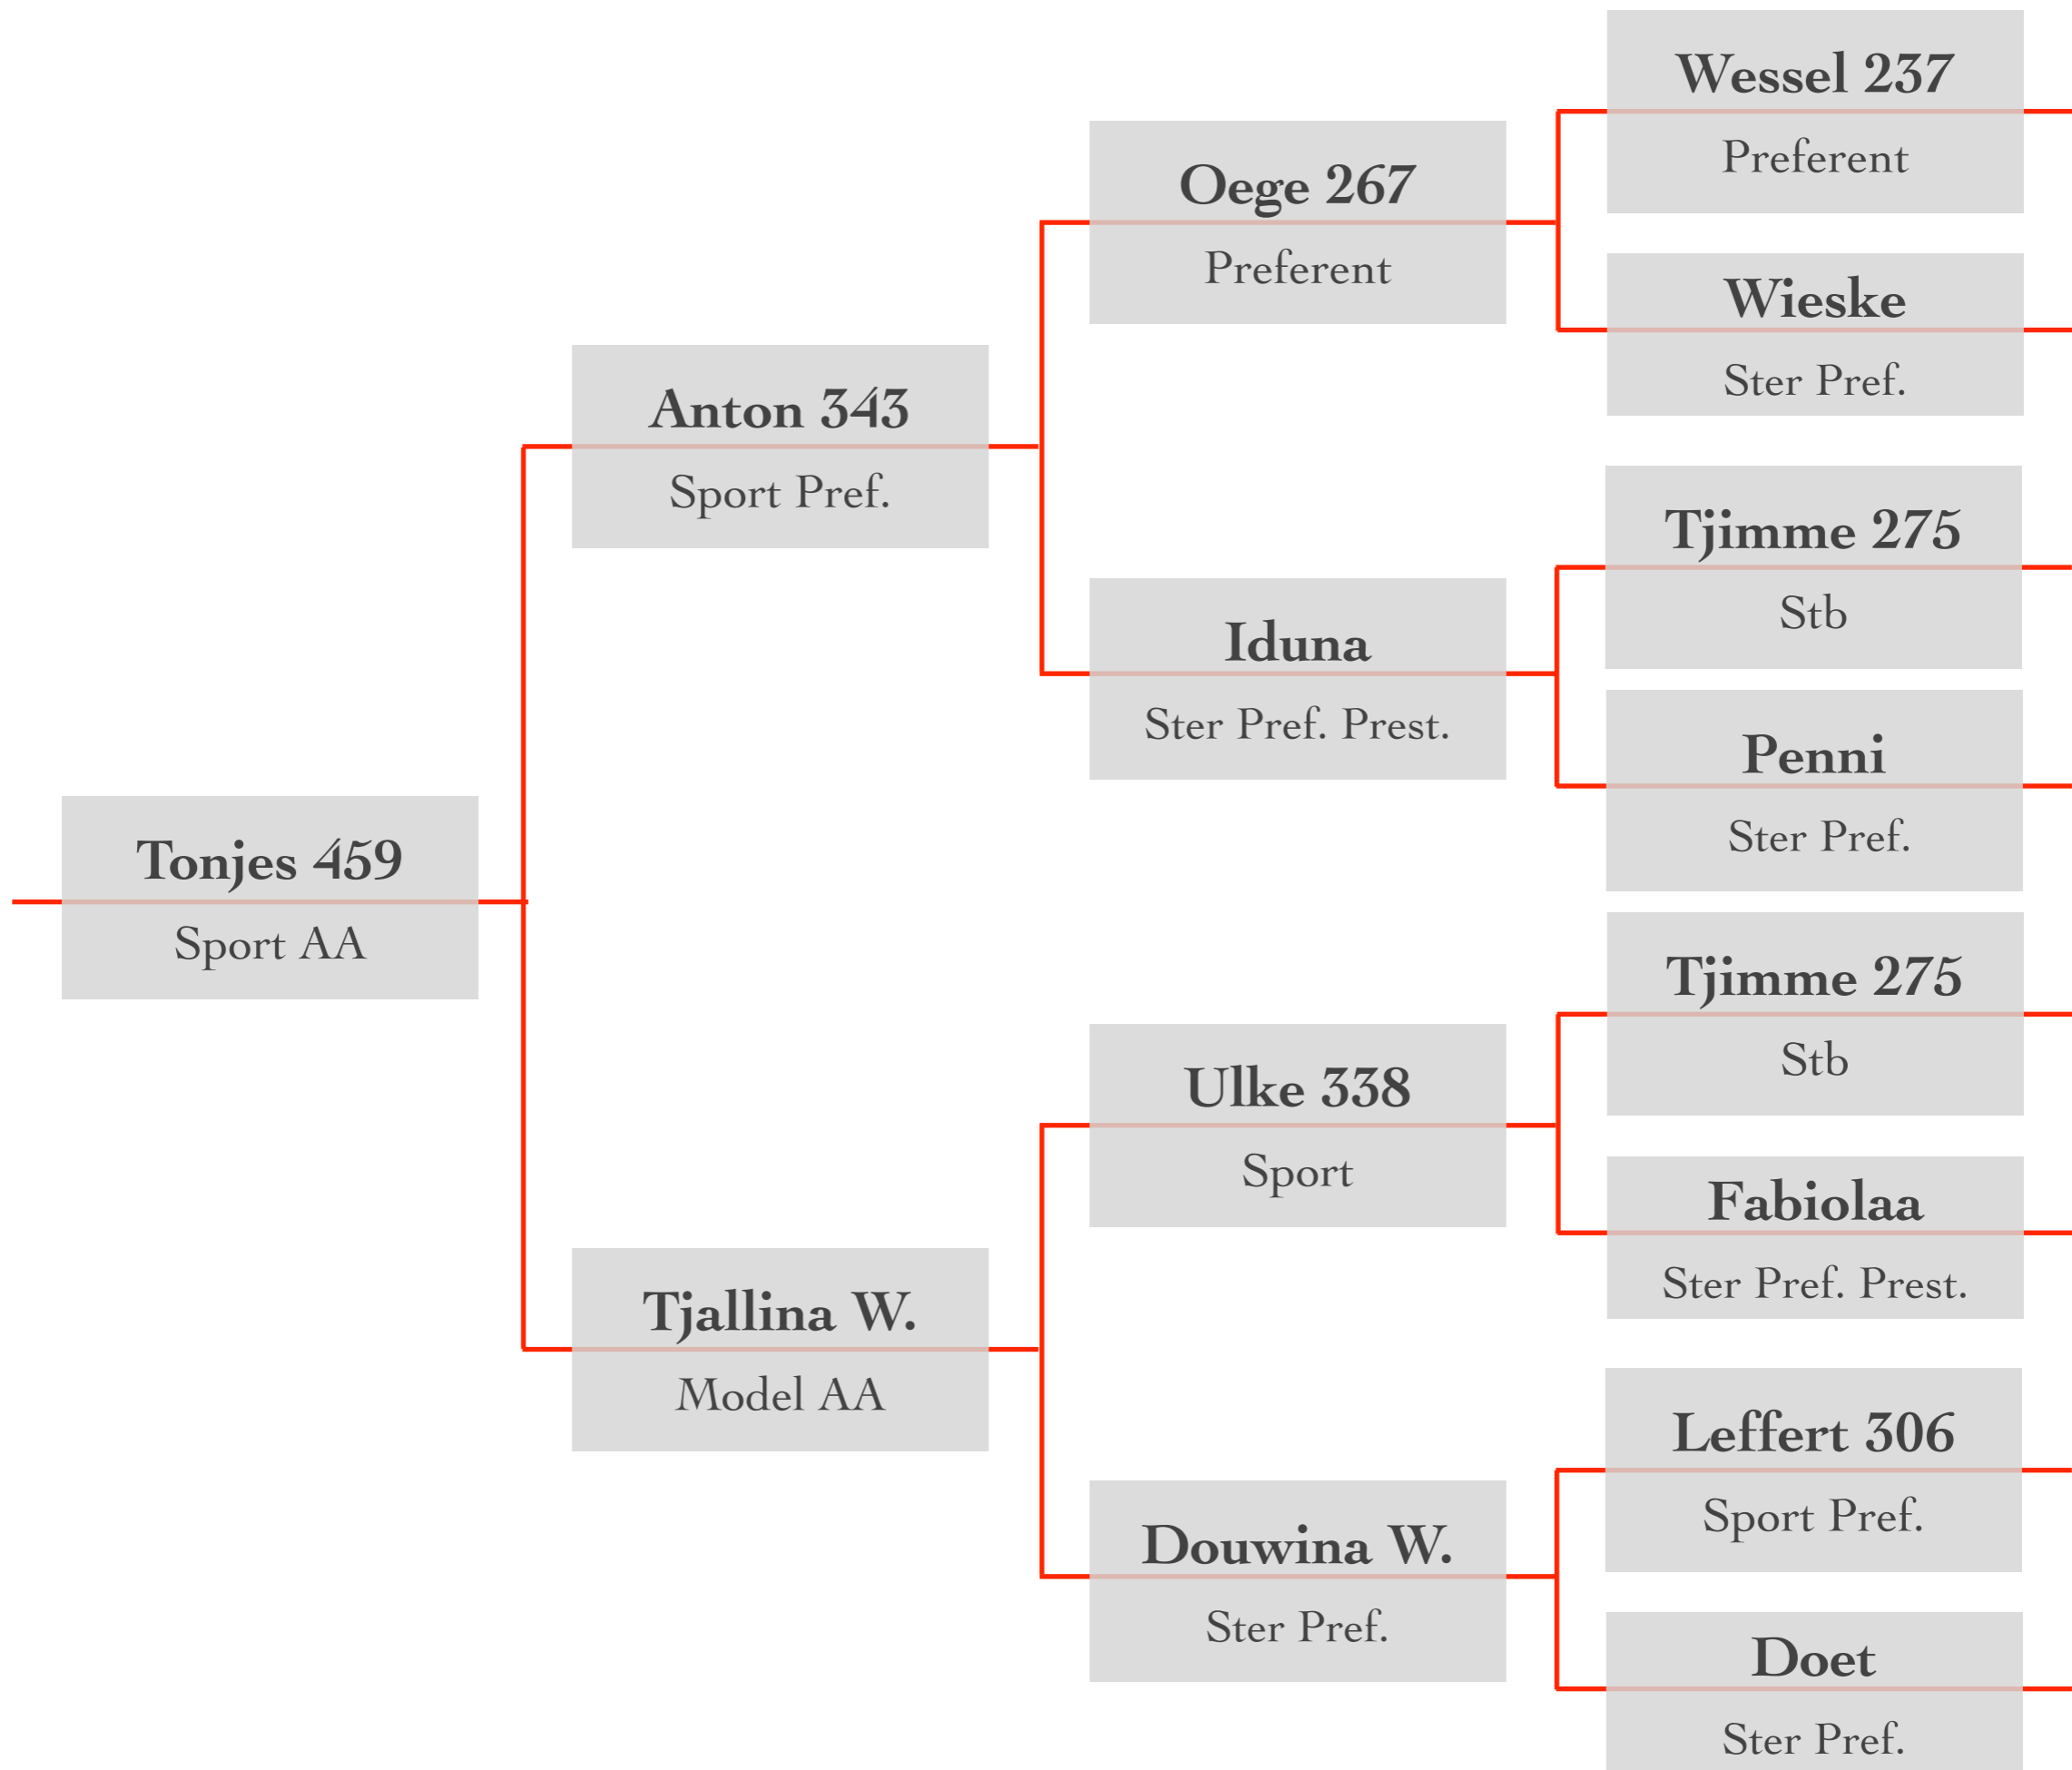 Wessel 237
Preferent
Oege 267
Preferent
Wieske
Ster Pref.
Anton 343
Sport Pref.
Tjimme 275
Stb
Iduna
Ster Pref. Prest.
Penni
Ster Pref.
Tonjes 459
Sport AA
Tjimme 275
Stb
Ulke 338
Sport
Fabiolaa
Ster Pref. Prest.
Tjallina W.
Model AA
Leffert 306
Sport Pref.
Douwina W.
Ster Pref.
Doet
Ster Pref.